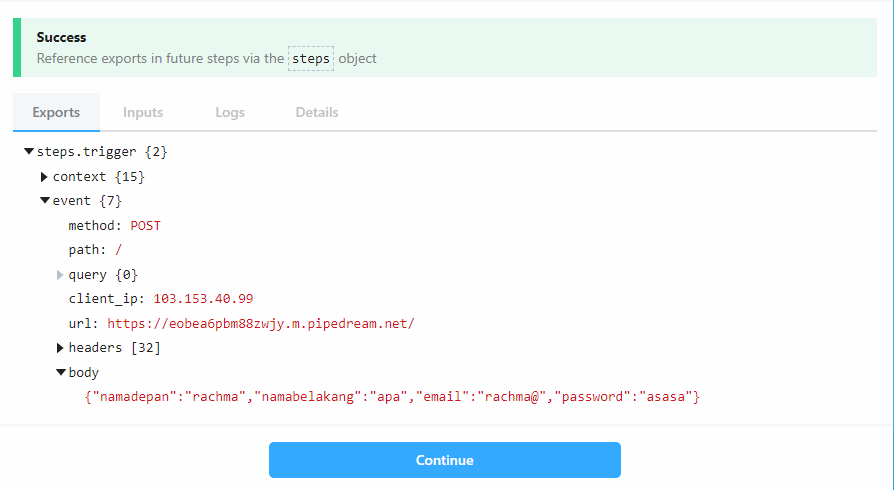 Success
Reference exports in future steps via the steps object
Exports Inputs Logs Details
steps.trigger {2}
context {15}
event {7}
method: POST
path: /
query {0}
client_ip: 103.153.40.99
url: https://eobea6pbm88zwjy.m.pipedream.net/
headers [32]
body
{"namadepan":"rachma","namabelakang":"apa","email":"rachma@","password":"asasa"}
Continue